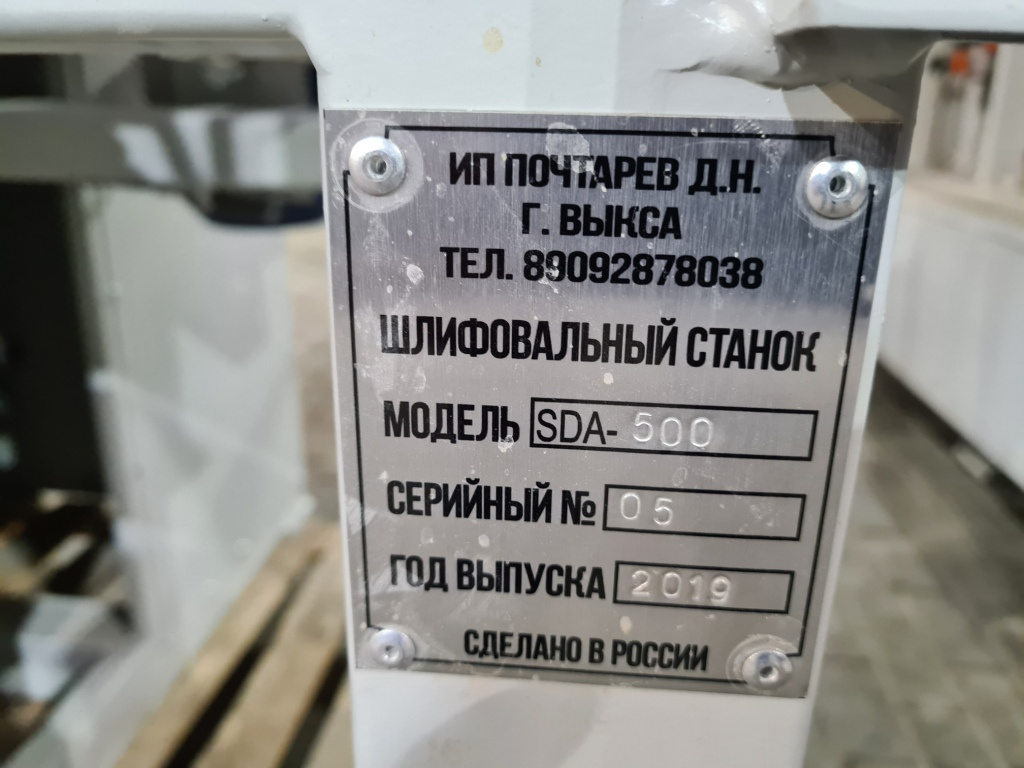 ИП ПОЧТАРЕВ Д.Н.
Г. ВЫКСА
ТЕЛ. 89092878038
ШЛИФОВАЛЬНЫЙ СТАНОК
МОДЕЛЬ SDA- 500
СЕРИЙНЫЙ № 05
ГОД ВЫПУСКА 2019
СДЕЛАНО В РОССИИ